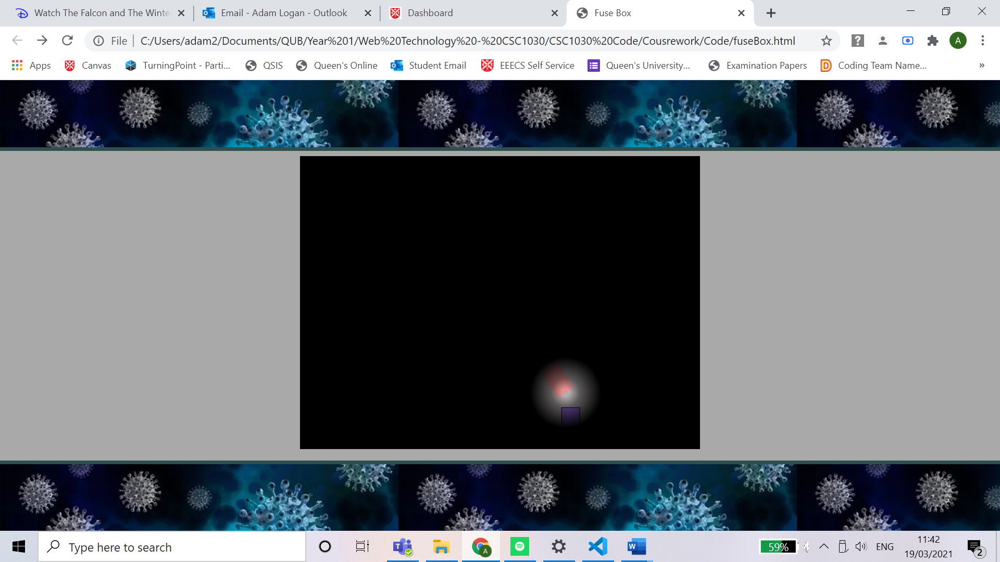 Watch The Falcon and The Winte
Email - Adam Logan - Outlook
Dashboard
Fuse Box
File
C:/Users/adam2/Documents/QUB/Year%201/Web%20Technology%20-%20CSC1030/CSC1030%20Code/Cousrework/Code/fuseBox.html
A
Apps
Canvas
TurningPoint - Parti...
QSIS
Queen's Online
Student Email
EEECS Self Service
Queen's University...
Examination Papers
Coding Team Name...
»
Type here to search
59%
ENG
11:42
19/03/2021
2